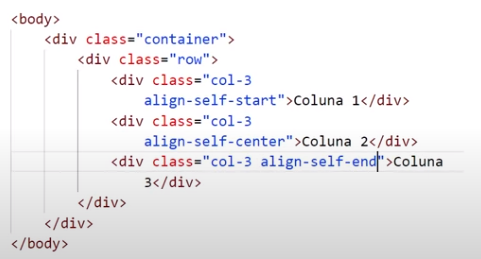 <body>
<div class="container">
<div class="row">
<div class="col-3
align-self-start">Coluna 1</div>
<div class="col-3
align-self-center">Coluna 2</div>
<div class="col-3 align-self-end">Coluna
3</div>
</div>
</div>
</body>